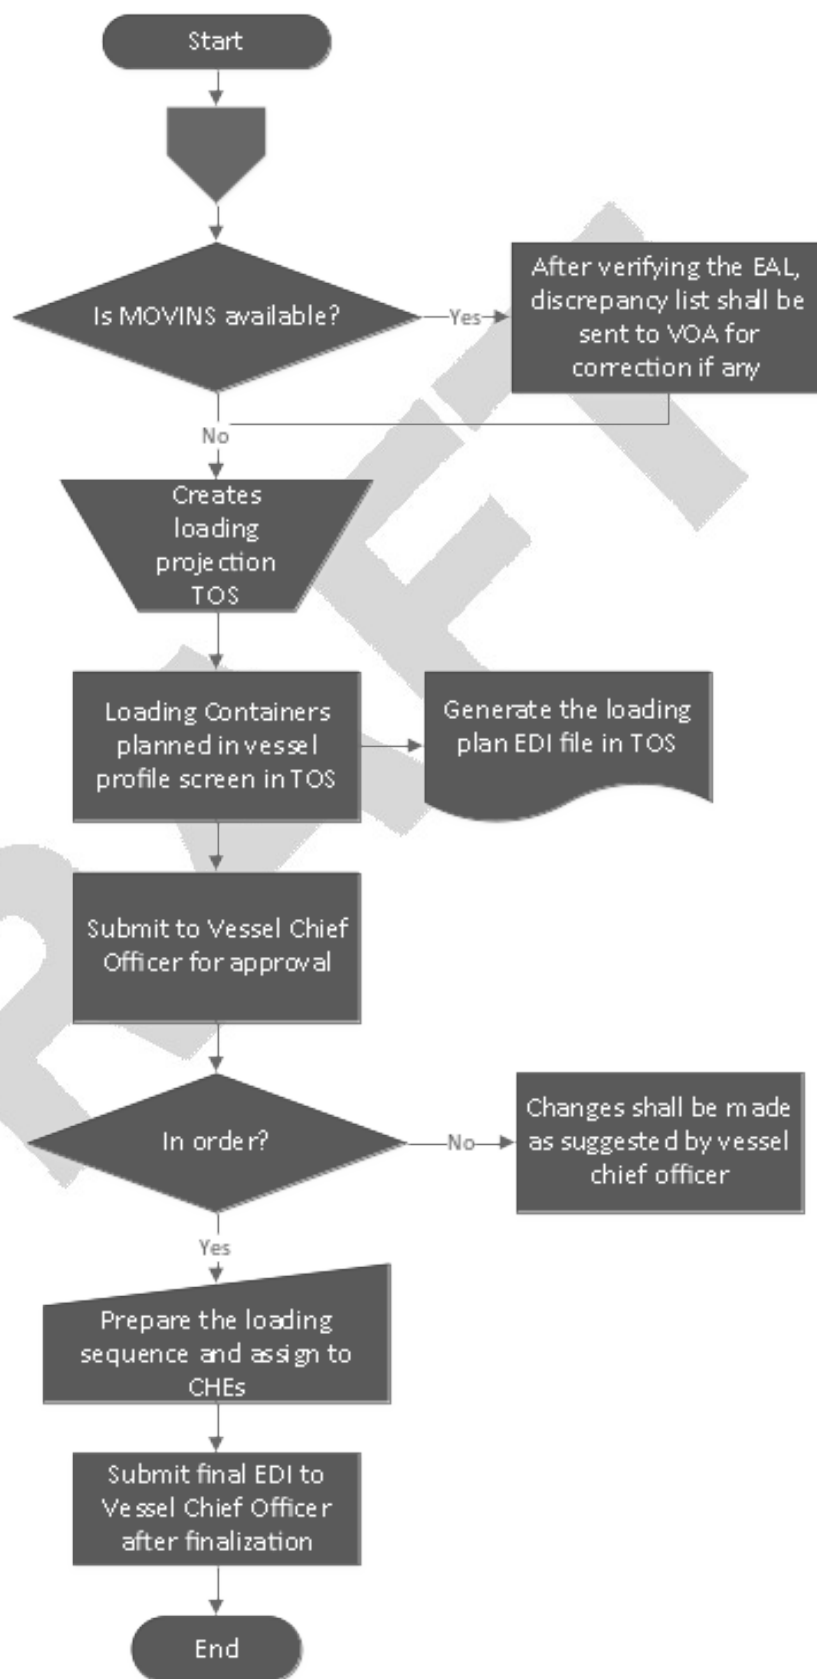 Start
Is MOVINS available?
Yes
After verifying the EAL,
discrepancy list shall be
sent to VOA for
correction if any
No
Creates
loading
projection
TOS
Loading Containers
planned in vessel
profile screen in TOS
Generate the loading
plan EDI file in TOS
Submit to Vessel Chief
Officer for approval
In order?
No
Changes shall be made
as suggested by vessel
chief officer
Yes
Prepare the loading
sequence and assign to
CHEs
Submit final EDI to
Vessel Chief Officer
after finalization
End
DRAFT